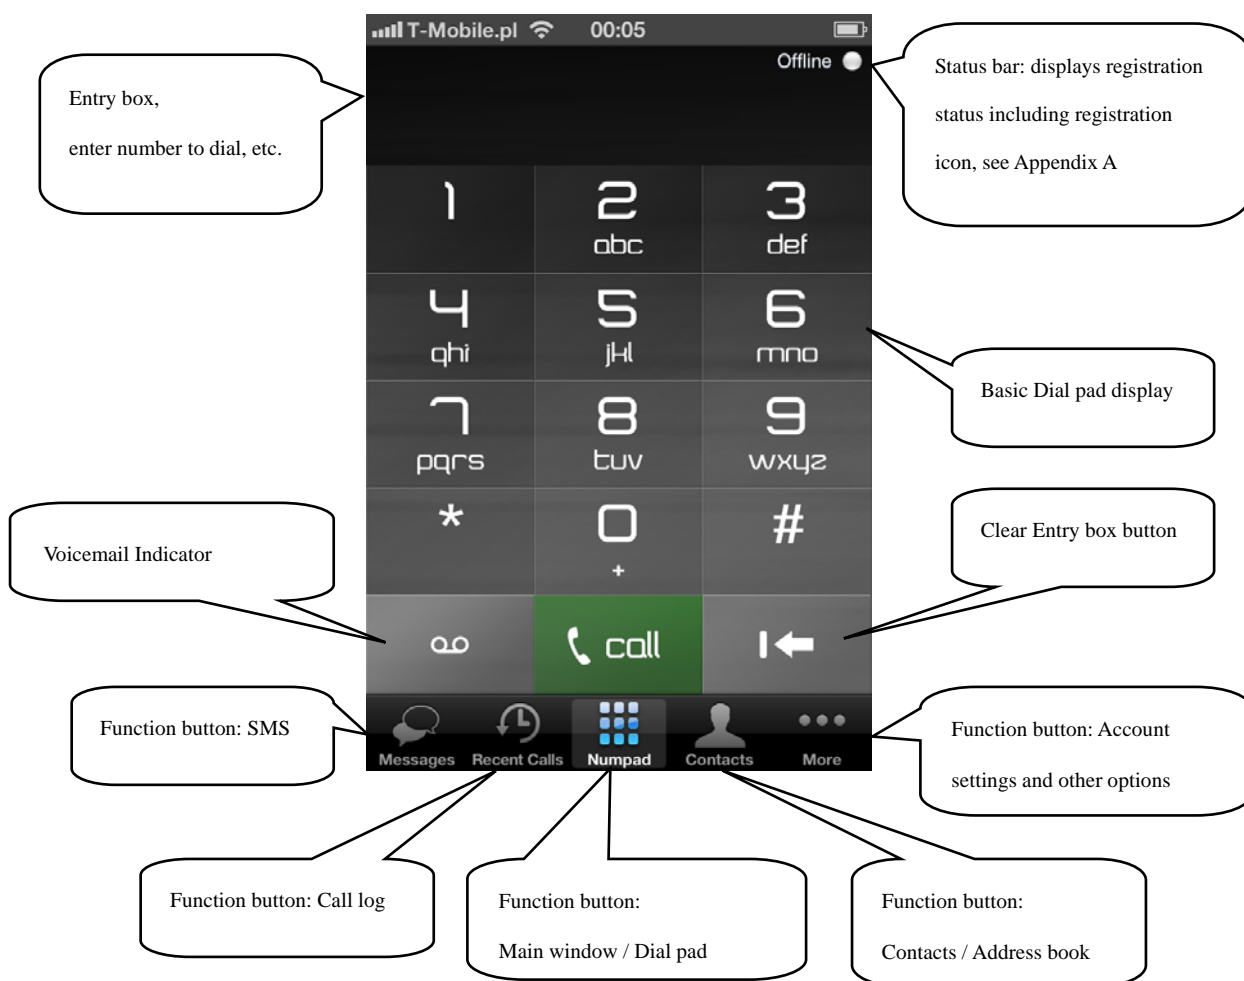 T-Mobile.pl 00:05
Offline
Entry box,
enter number to dial, etc.
Status bar: displays registration
status including registration
icon, see Appendix A
1 2 3
abc def
4 5 6
ghi jkl mno
Basic Dial pad display
7 8 9
pqrs tuv wxyz
* 0 #
+
Clear Entry box button
Voicemail Indicator
call
Function button: SMS
Messages Recent Calls Numpad Contacts More
Function button: Account
settings and other options
Function button: Call log
Function button:
Main window / Dial pad
Function button:
Contacts / Address book